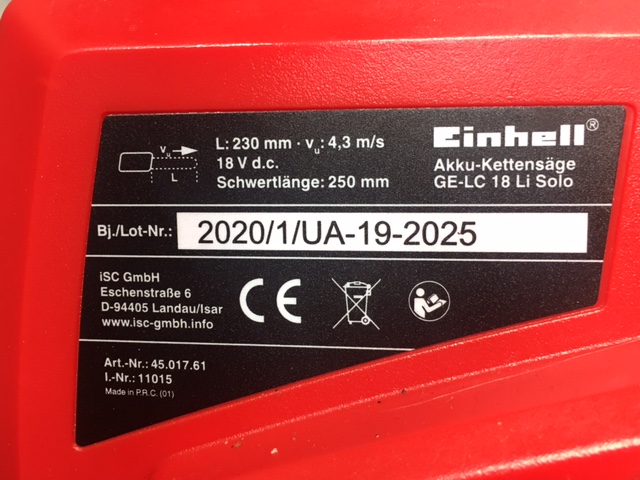 L: 230 mm · vu: 4,3 m/s
18 V d.c.
Schwertlänge: 250 mm
vu
L
Einhell®
Akku-Kettensäge
GE-LC 18 Li Solo
Bj./Lot-Nr.: 2020/1/UA-19-2025
iSC GmbH
Eschenstraße 6
D-94405 Landau/Isar
www.isc-gmbh.info
CE
Art.-Nr.: 45.017.61
I.-Nr.: 11015
Made in P.R.C. (01)